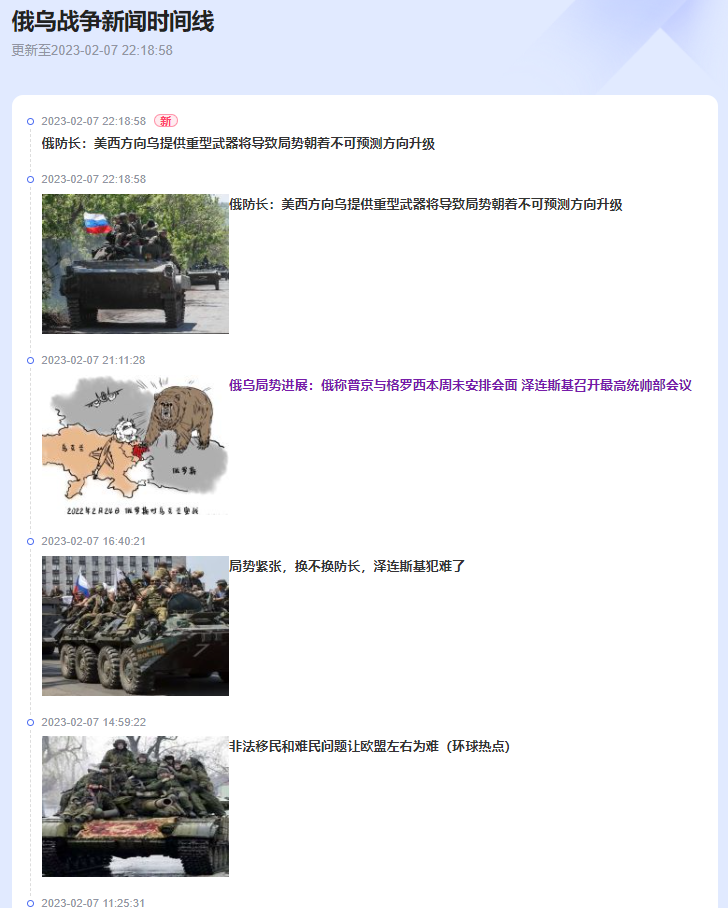 俄乌战争新闻时间线
更新至2023-02-07 22:18:58
2023-02-07 22:18:58 新
俄防长：美西方向乌提供重型武器将导致局势朝着不可预测方向升级
2023-02-07 22:18:58
俄防长：美西方向乌提供重型武器将导致局势朝着不可预测方向升级
2023-02-07 21:11:28
俄乌局势进展：俄称普京与格罗西本周未安排会面 泽连斯基召开最高统帅部会议
乌克兰
俄罗斯
2022年2月24日 俄罗斯对乌克兰宣战
2023-02-07 16:40:21
局势紧张，换不换防长，泽连斯基犯难了
ВОСТОК
2023-02-07 14:59:22
非法移民和难民问题让欧盟左右为难（环球热点）
2023-02-07 11:25:31